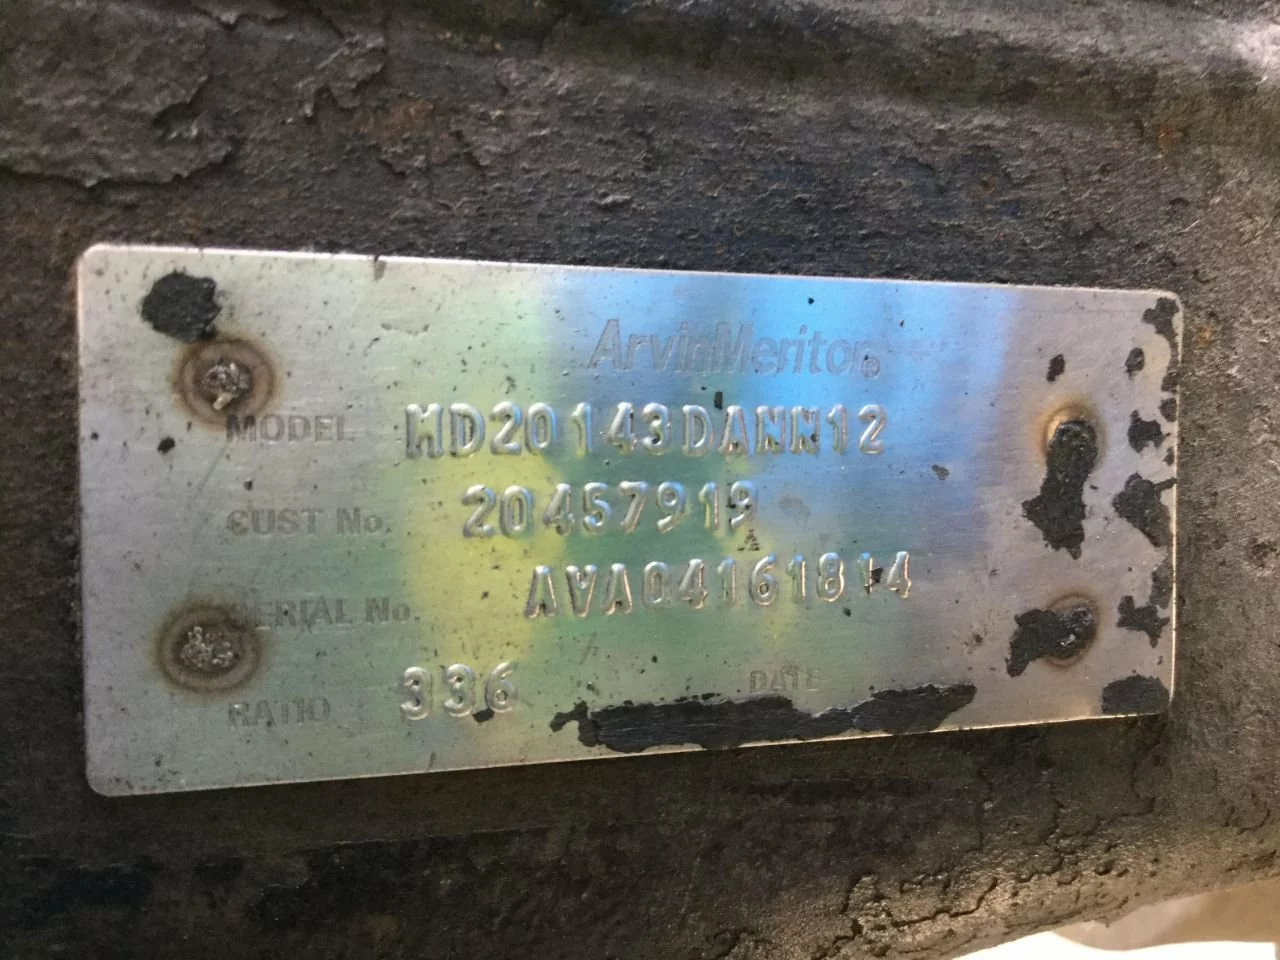 ArvinMeritor®
MODEL MD20143DANN12
CUST No. 20457919
SERIAL No. AVA04161814
RATIO 336 DATE